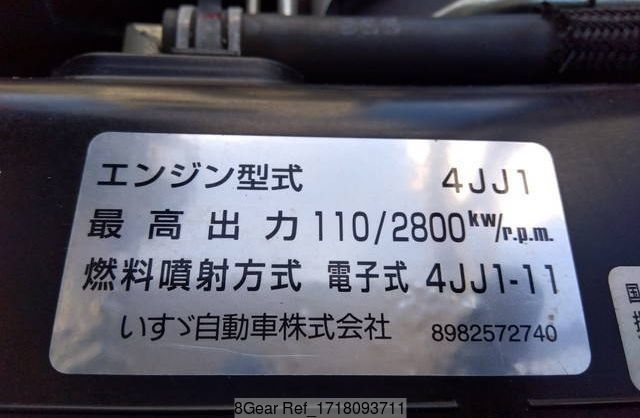 エンジン型式 4JJ1
最高出力 110/2800kw/r.p.m.
燃料噴射方式 電子式 4JJ1-11
いすゞ自動車株式会社 8982572740
国
8Gear Ref_1718093711